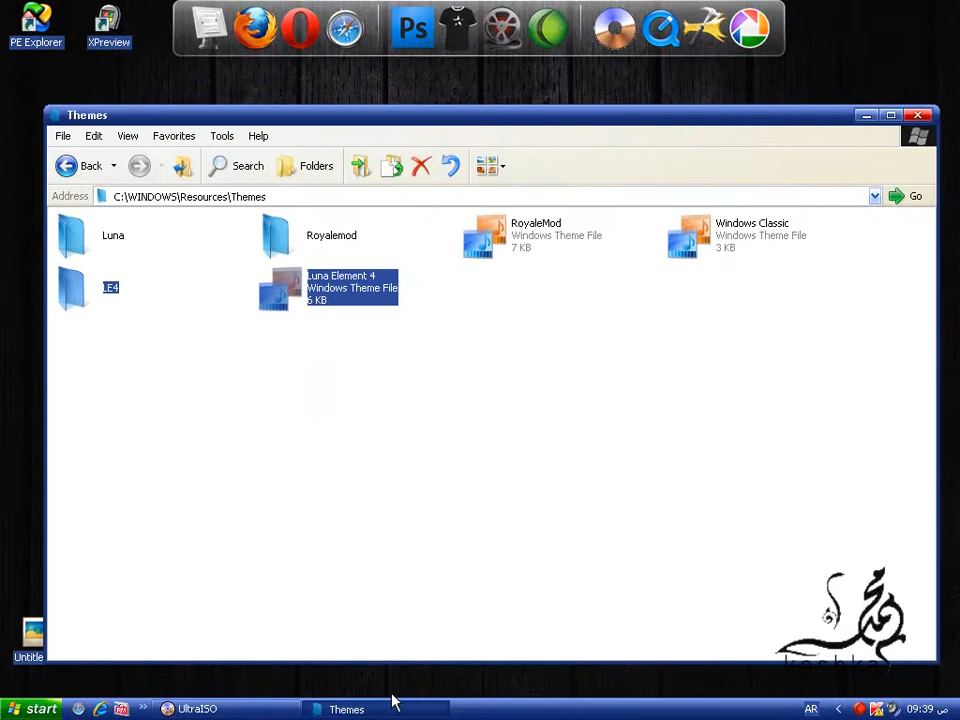 PE Explorer
XPreview
Ps
Themes
File Edit View Favorites Tools Help
Back Search Folders
Address C:\WINDOWS\Resources\Themes Go
Luna
Royalemod
RoyaleMod
Windows Theme File
7 KB
Windows Classic
Windows Theme File
3 KB
LE4
Luna Element 4
Windows Theme File
6 KB
محمد
Untitle
start UltraISO Themes AR 09:39 ص